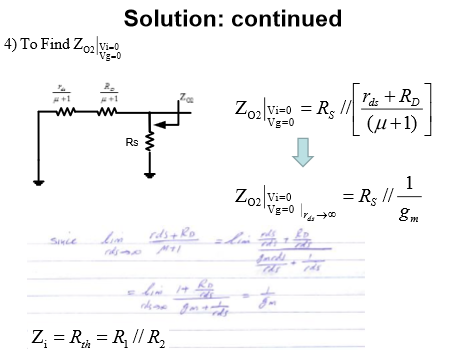 Solution: continued
4) To Find Z_O2|Vi=0 Vg=0
r_ds/μ+1 R_D/μ+1 Z_O2
Rs
Z_O2|Vi=0 Vg=0 = R_S // [ (r_ds + R_D) / (μ+1) ]
Z_O2|Vi=0 Vg=0 | r_ds→∞ = R_S // 1/g_m
since lim rds→∞ (rds+RD)/(μ+1) = lim (rds/rds + RD/rds)/(gmrds/rds + 1/rds)
= lim rds→∞ (1+ RD/rds)/(gm + 1/rds) = 1/gm
Z_i = R_th = R_1 // R_2